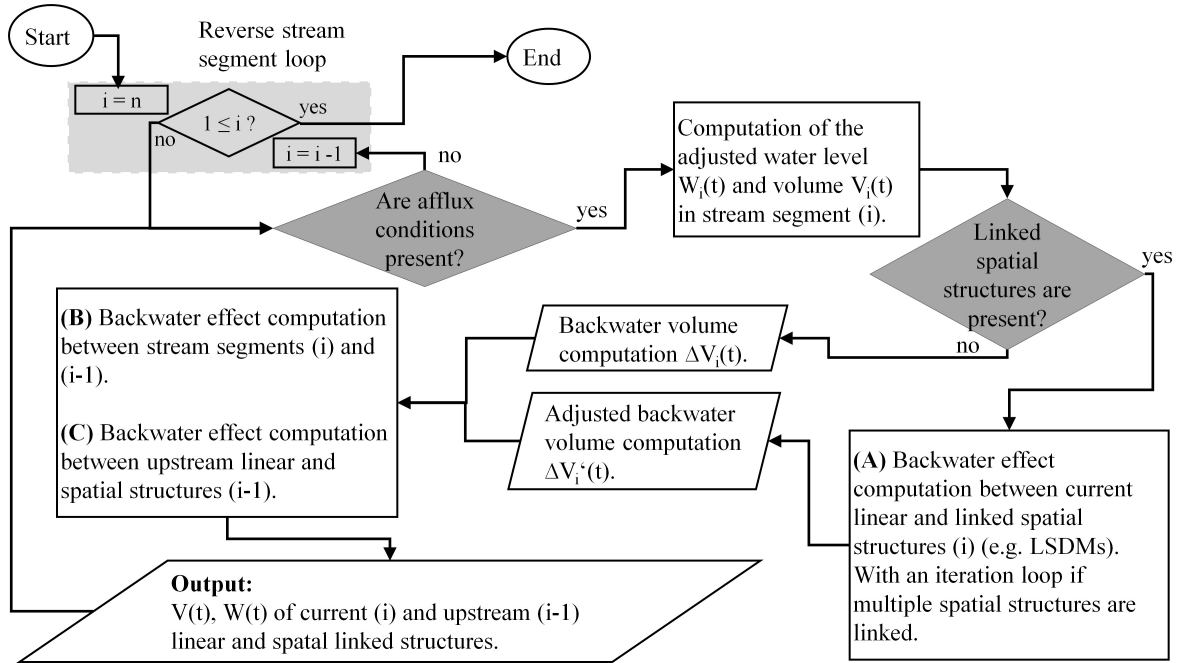 Start
Reverse stream
segment loop
End
i = n
1 ≤ i ?
yes
no
i = i -1
no
Are afflux
conditions
present?
yes
Computation of the
adjusted water level
Wᵢ(t) and volume Vᵢ(t)
in stream segment (i).
Linked
spatial
structures are
present?
yes
no
Backwater volume
computation ΔVᵢ(t).
Adjusted backwater
volume computation
ΔVᵢ‘(t).
(A) Backwater effect
computation between current
linear and linked spatial
structures (i) (e.g. LSDMs).
With an iteration loop if
multiple spatial structures are
linked.
(B) Backwater effect computation
between stream segments (i) and
(i-1).
(C) Backwater effect computation
between upstream linear and
spatial structures (i-1).
Output:
V(t), W(t) of current (i) and upstream (i-1)
linear and spatal linked structures.